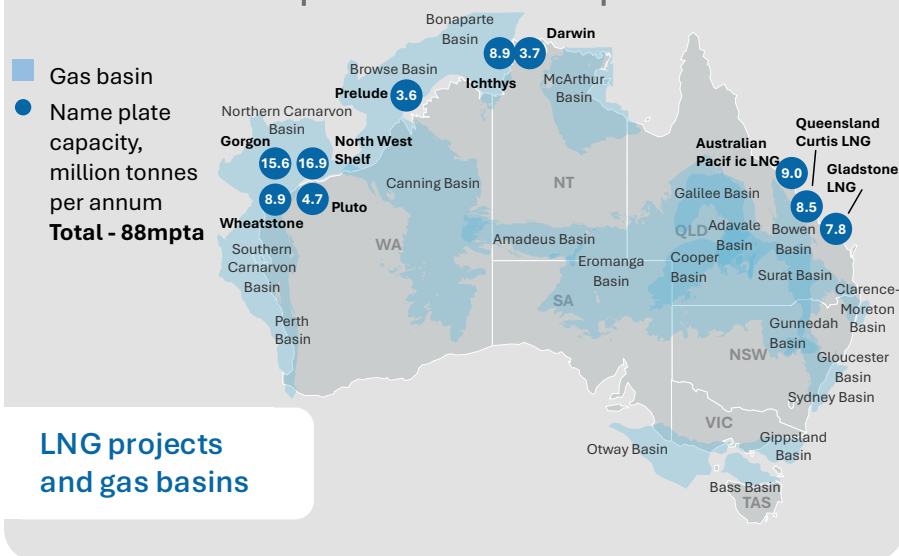 Gas basin
Name plate
capacity,
million tonnes
per annum
Total - 88mpta
Bonaparte
Basin
Darwin
8.9
3.7
Ichthys
McArthur
Basin
Browse Basin
Prelude
3.6
Northern Carnarvon
Basin
Gorgon
North West
Shelf
15.6
16.9
8.9
4.7
Wheatstone
Pluto
Canning Basin
NT
Queensland
Curtis LNG
Australian
Pacif ic LNG
Gladstone
LNG
9.0
8.5
7.8
Galilee Basin
QLD
Adavale
Basin
Bowen
Basin
WA
Amadeus Basin
Southern
Carnarvon
Basin
Eromanga
Basin
Cooper
Basin
Surat Basin
SA
Clarence-
Moreton
Basin
Perth
Basin
Gunnedah
Basin
NSW
Gloucester
Basin
Sydney Basin
VIC
Otway Basin
Gippsland
Basin
Bass Basin
TAS
LNG projects
and gas basins